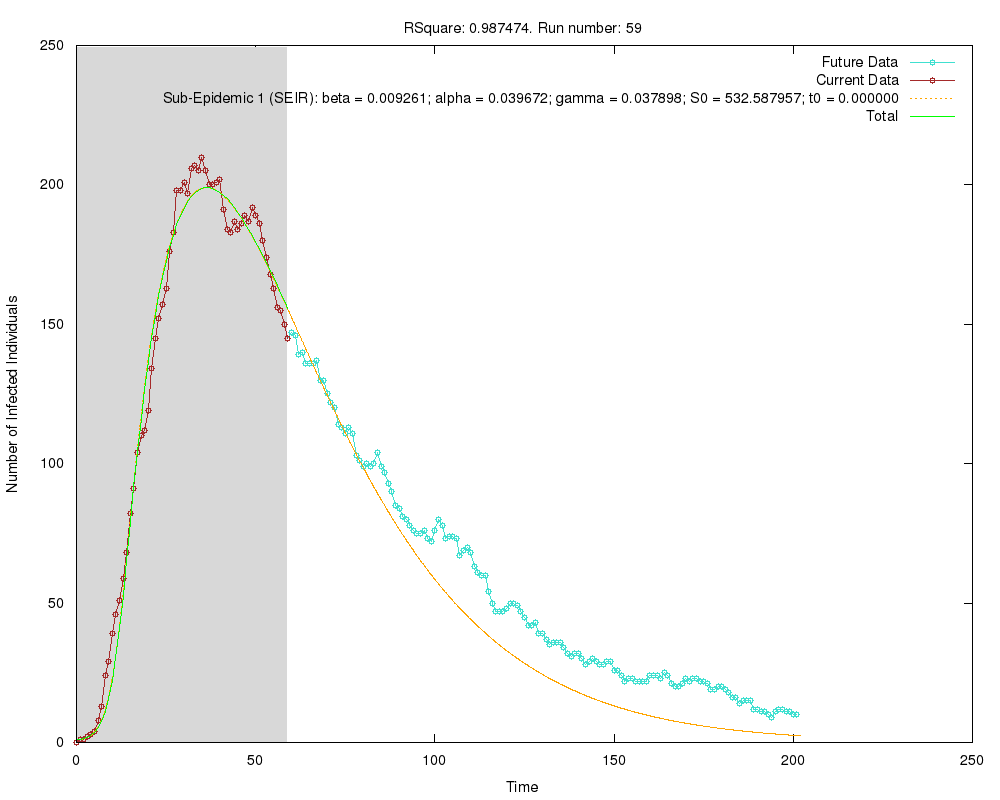 RSquare: 0.987474. Run number: 59
250
200
150
100
50
0
Number of Infected Individuals
Future Data
Current Data
Sub-Epidemic 1 (SEIR): beta = 0.009261; alpha = 0.039672; gamma = 0.037898; S0 = 532.587957; t0 = 0.000000
Total
0 50 100 150 200 250
Time